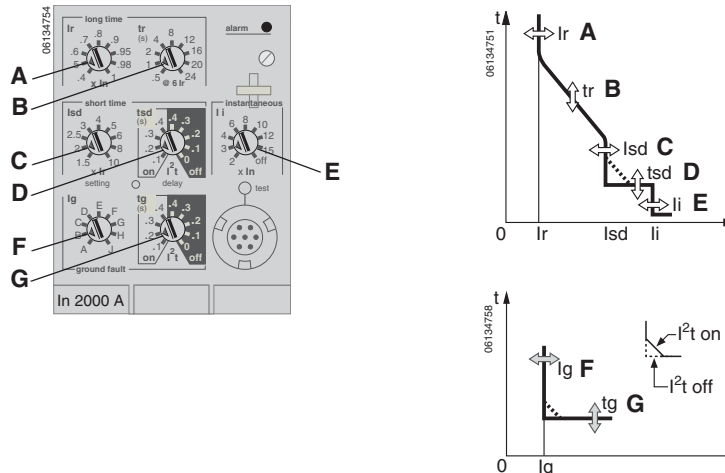 06134754
long time
Ir
.4 .5 .6 .7 .8 .9 .95 .98 1
x In
tr
(s)
.5 1 2 4 8 12 16 20 24
@ 6 Ir
alarm
short time
Isd
1.5 2 2.5 3 4 5 6 8 10
x Ir
setting
tsd
(s)
.1 .2 .3 .4 .4 .3 .2 .1 0
on I²t off
delay
instantaneous
Ii
2 3 4 6 8 10 12 15 off
x In
test
Ig
A B C D E F G H J
tg
(s)
.1 .2 .3 .4 .4 .3 .2 .1 0
on I²t off
ground fault
In 2000 A
A
B
C
D
E
F
G
t
06134751
Ir A
tr B
Isd C
tsd D
Ii E
0 Ir Isd Ii
t
06134758
Ig F
tg G
I²t on
I²t off
0 Ig